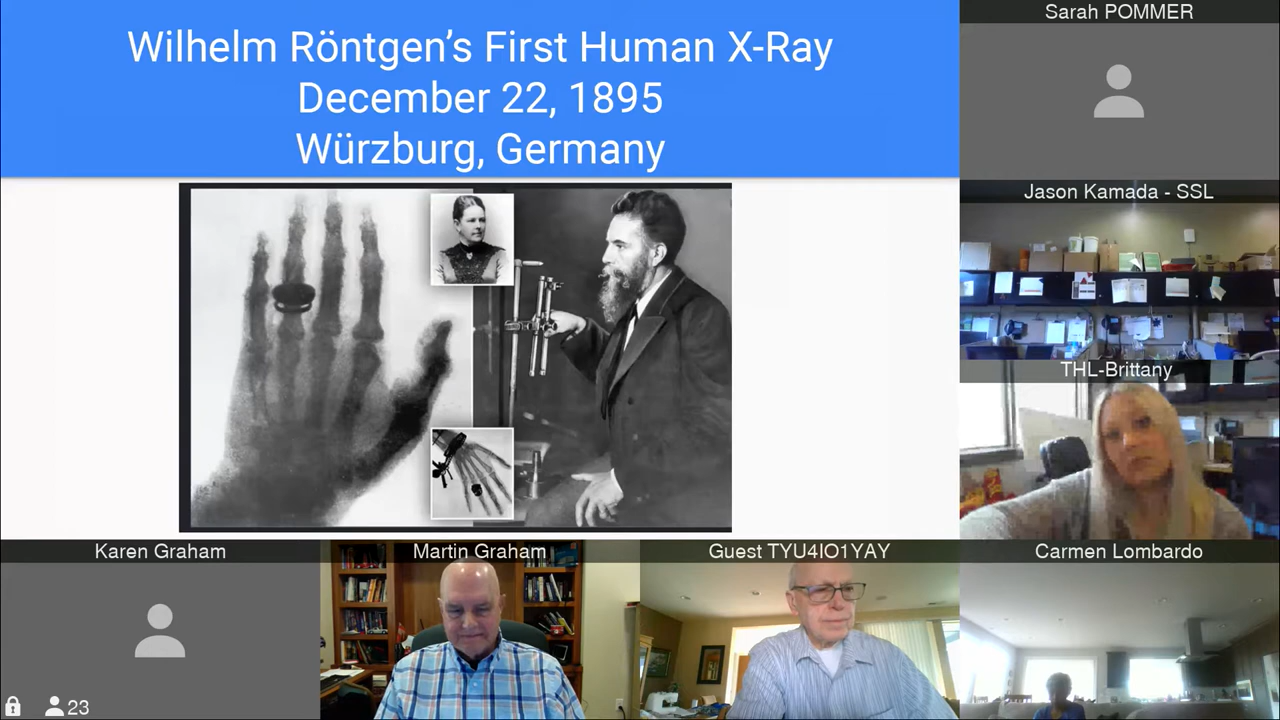 Wilhelm Röntgen’s First Human X-Ray
December 22, 1895
Würzburg, Germany
Sarah POMMER
Jason Kamada - SSL
THL-Brittany
Karen Graham
Martin Graham
Guest TYU4IO1YAY
Carmen Lombardo
23